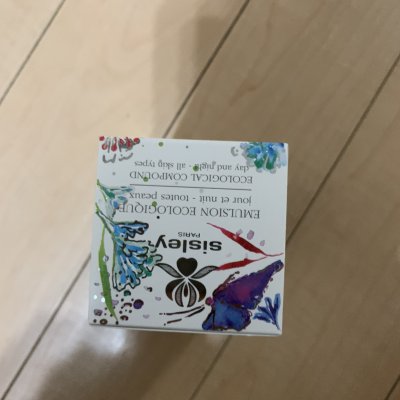 sisley
PARIS
EMULSION ECOLOGIQUE
jour et nuit - toutes peaux
ECOLOGICAL COMPOUND
day and night - all skin types